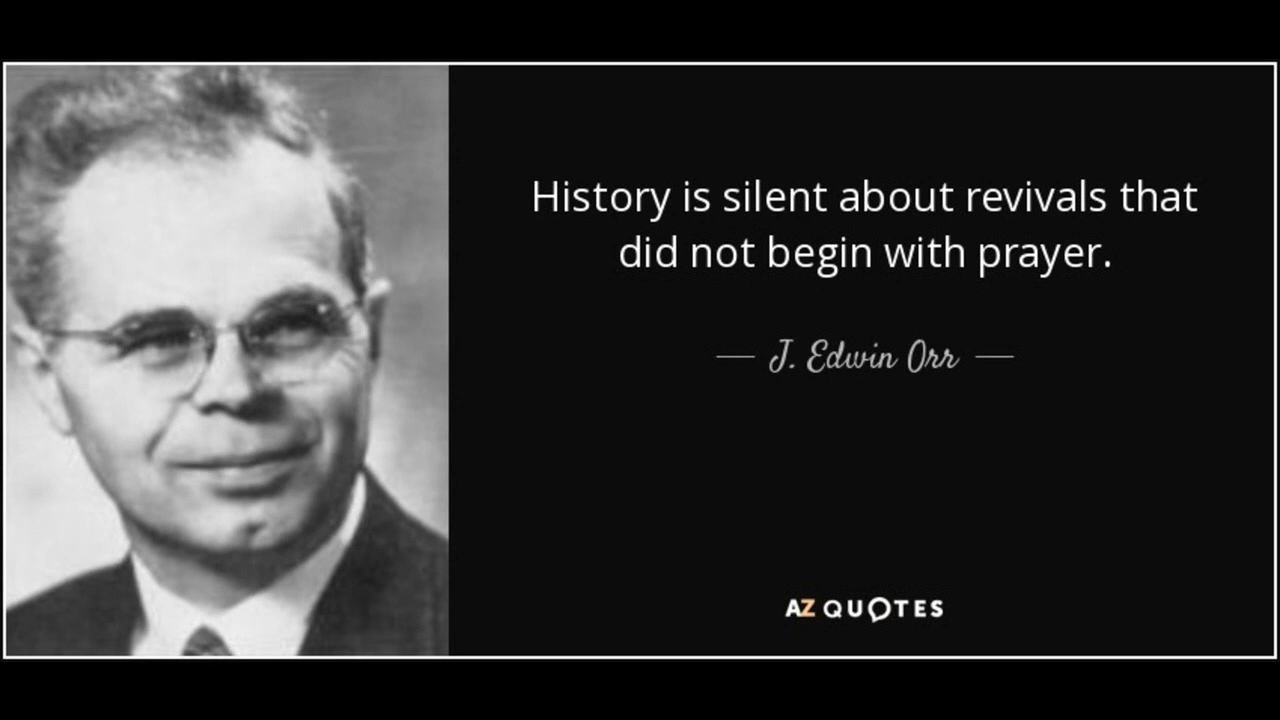 History is silent about revivals that
did not begin with prayer.
— J. Edwin Orr —
AZ QUOTES